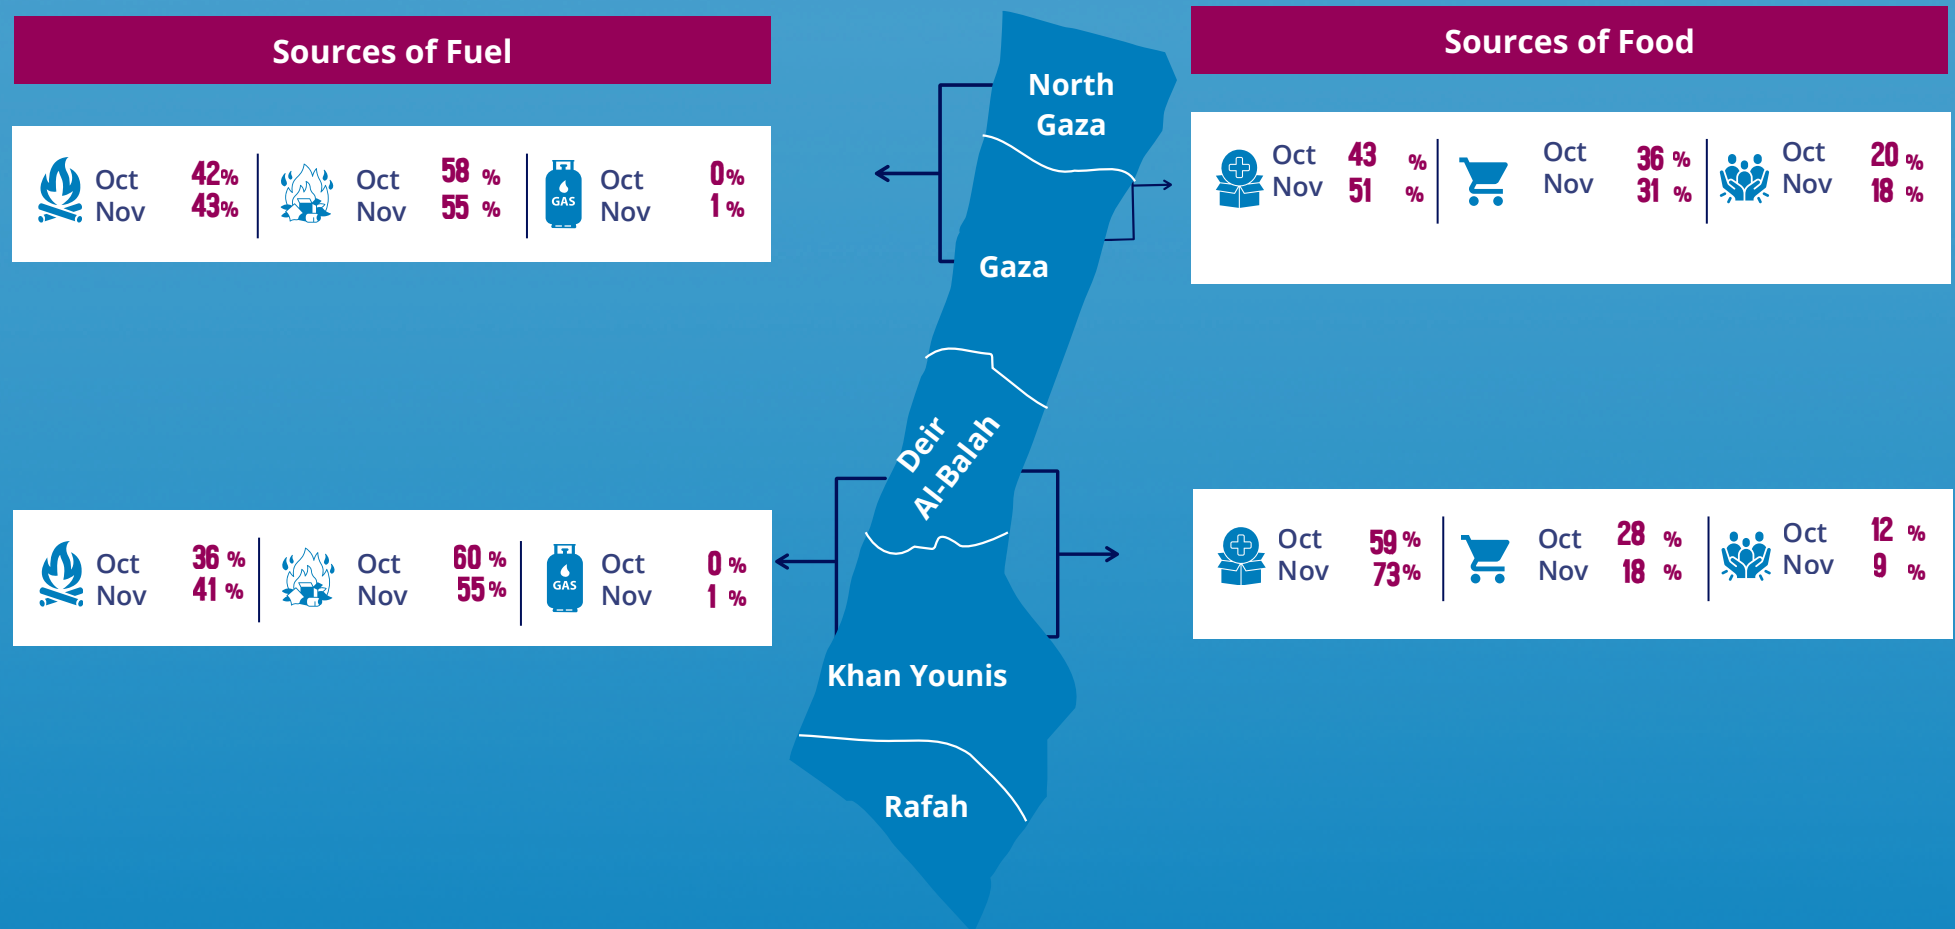 Sources of Fuel
Sources of Food
North
Gaza
Oct 42%
Nov 43%
Oct 58 %
Nov 55 %
GAS
Oct 0%
Nov 1 %
Oct 43 %
Nov 51 %
Oct 36 %
Nov 31 %
Oct 20 %
Nov 18 %
Gaza
Deir
Al-Balah
Oct 36 %
Nov 41 %
Oct 60 %
Nov 55 %
GAS
Oct 0 %
Nov 1 %
Oct 59 %
Nov 73%
Oct 28 %
Nov 18 %
Oct 12 %
Nov 9 %
Khan Younis
Rafah